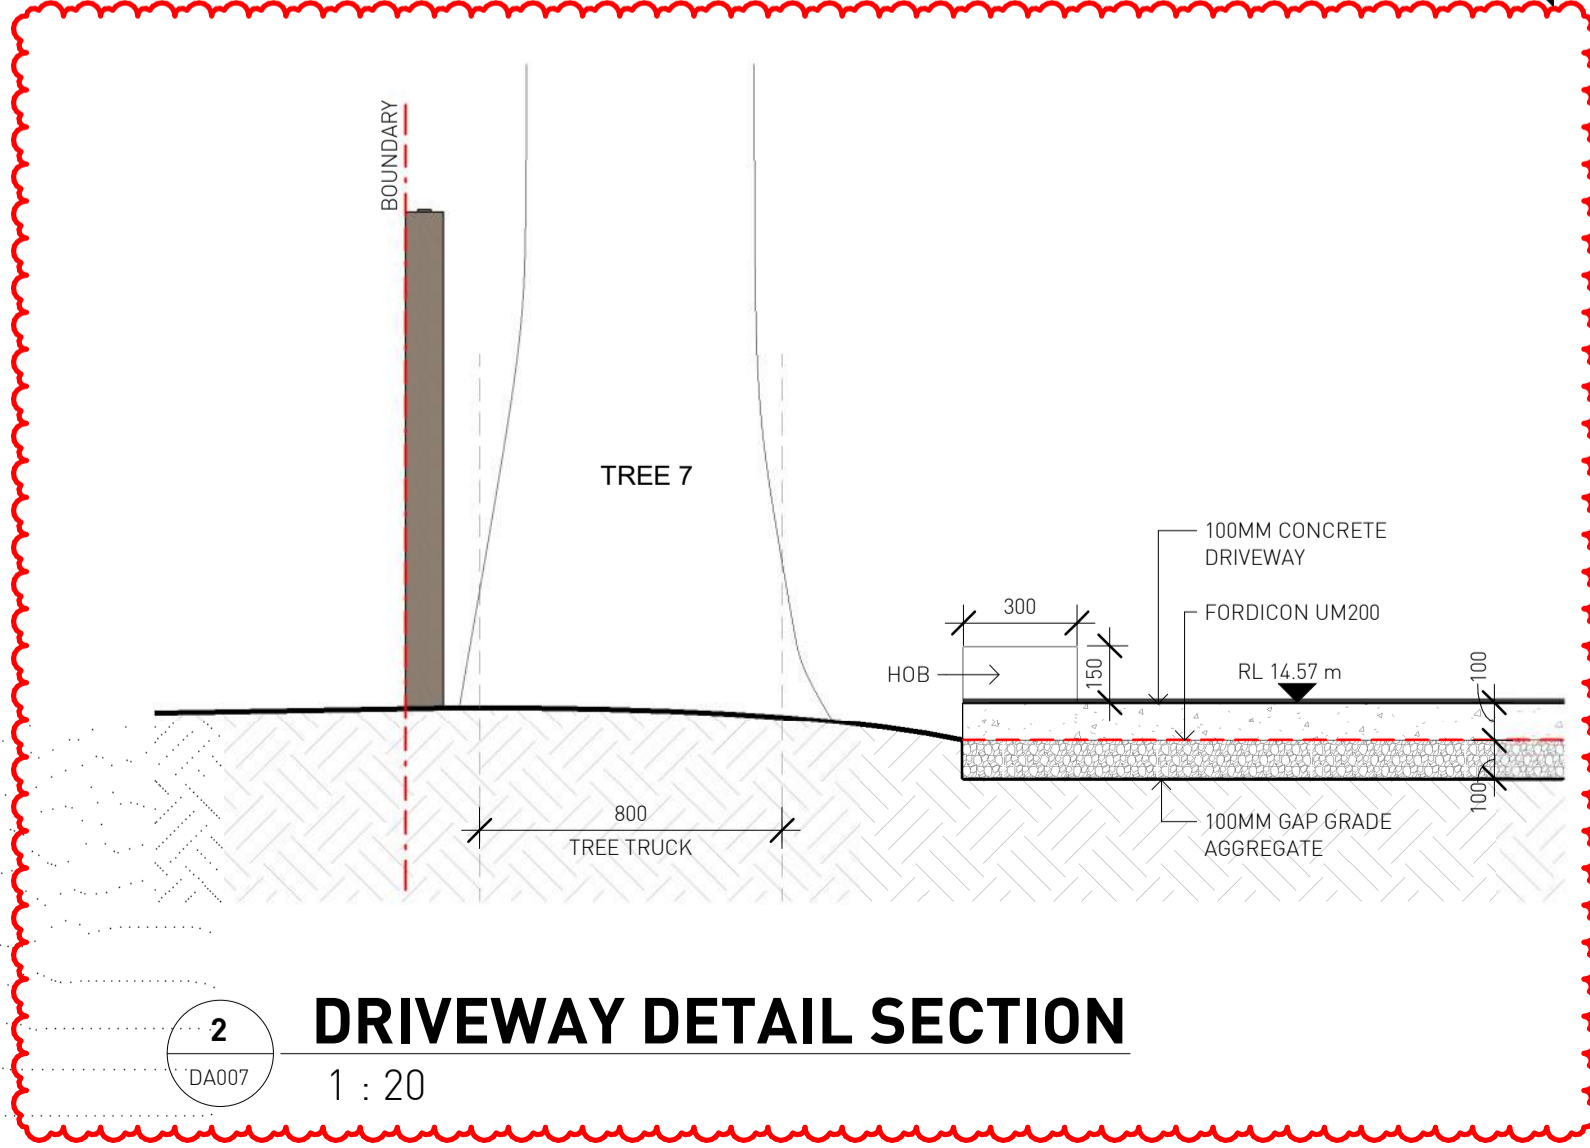 BOUNDARY
TREE 7
100MM CONCRETE
DRIVEWAY
300
FORDICON UM200
HOB
150
RL 14.57 m
100
100
800
TREE TRUCK
100MM GAP GRADE
AGGREGATE
2
DA007
DRIVEWAY DETAIL SECTION
1 : 20